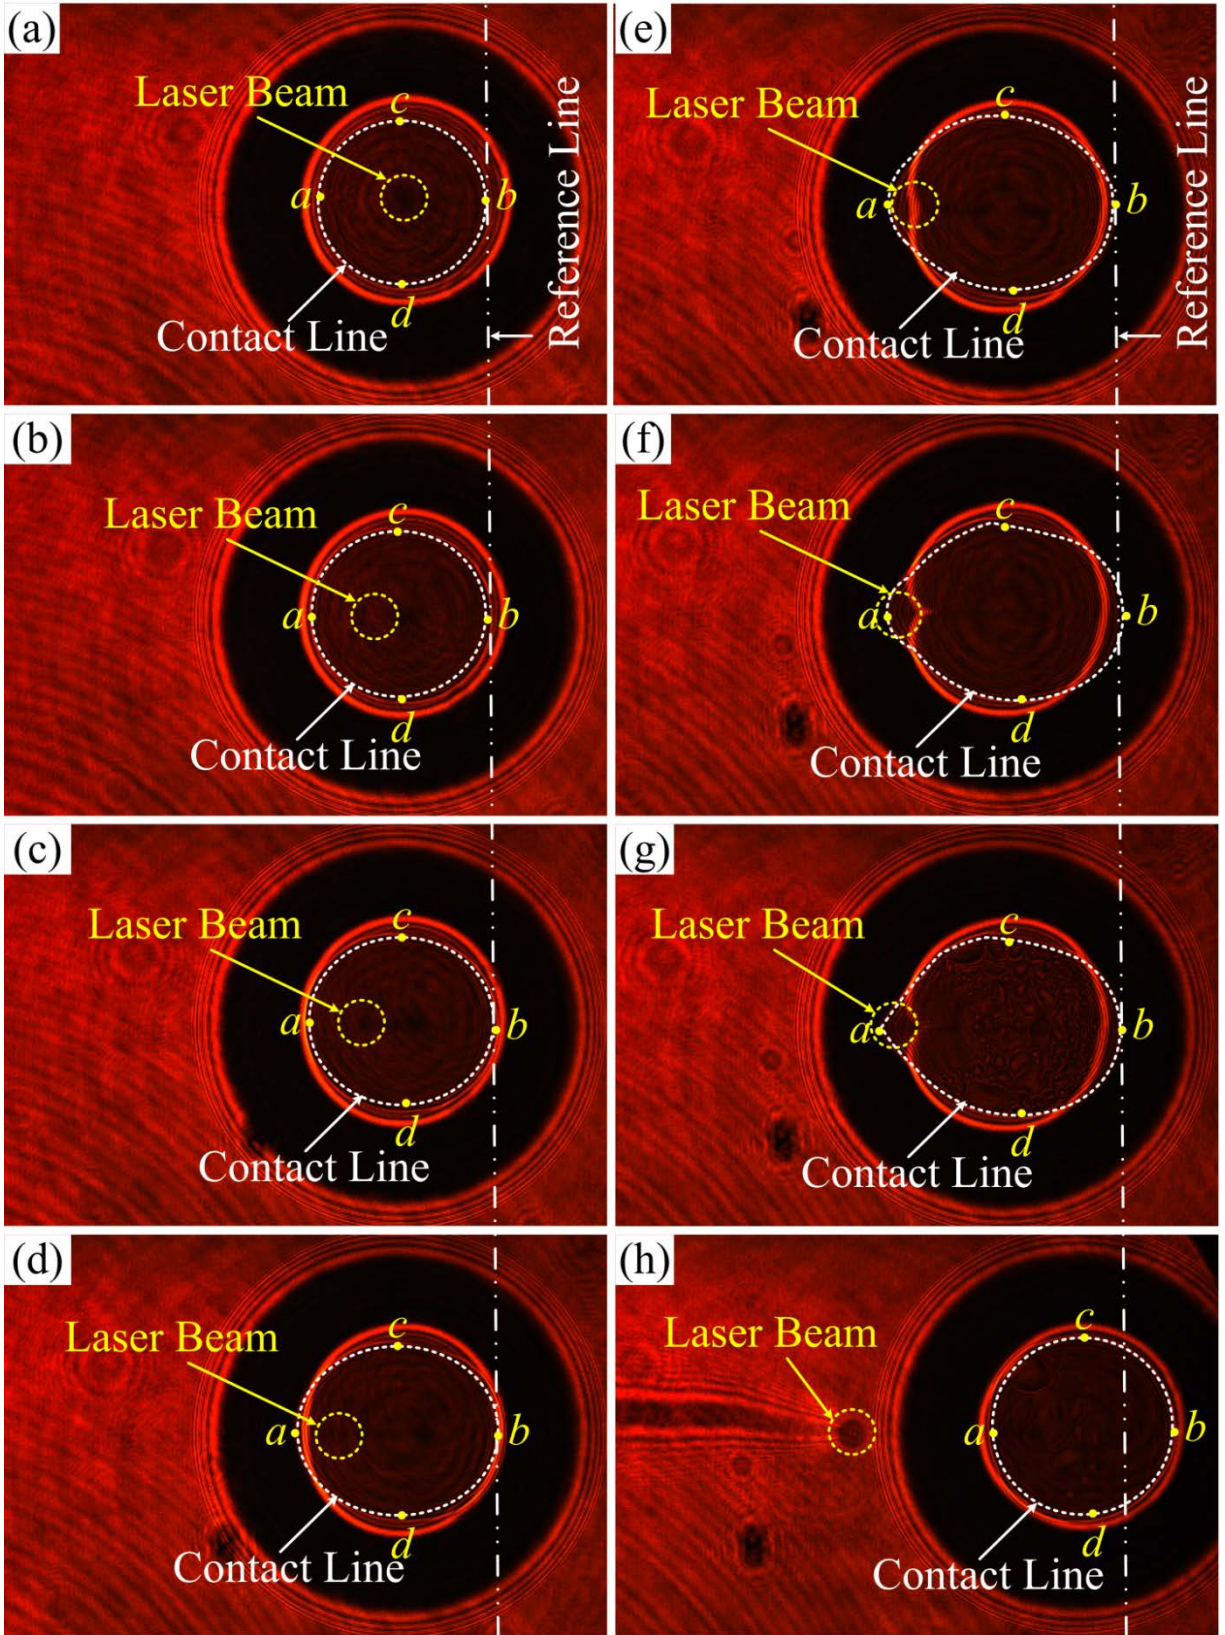 (a)
Laser Beam
c
a
b
d
Contact Line
Reference Line
(e)
Laser Beam
c
a
b
d
Contact Line
Reference Line
(b)
Laser Beam
c
a
b
d
Contact Line
(f)
Laser Beam
c
a
b
d
Contact Line
(c)
Laser Beam
c
a
b
d
Contact Line
(g)
Laser Beam
c
a
b
d
Contact Line
(d)
Laser Beam
c
a
b
d
Contact Line
(h)
Laser Beam
c
a
b
d
Contact Line